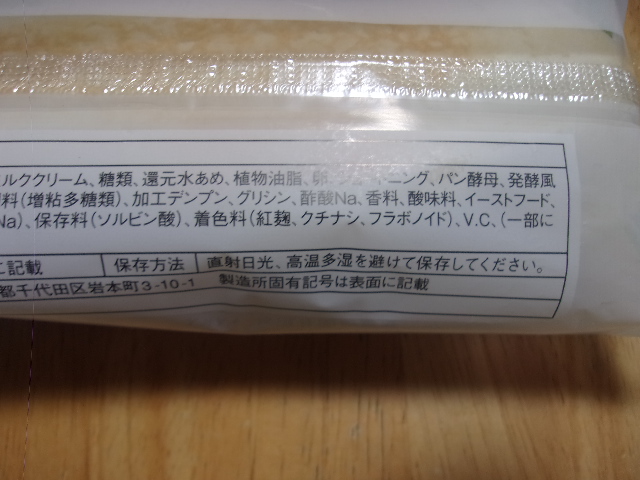 ルククリーム、糖類、還元水あめ、植物油脂、卵、ショートニング、パン酵母、発酵風
料(増粘多糖類)、加工デンプン、グリシン、酢酸Na、香料、酸味料、イーストフード、
Na)、保存料(ソルビン酸)、着色料(紅麹、クチナシ、フラボノイド)、V.C、(一部に
に記載 保存方法 直射日光、高温多湿を避けて保存してください。
都千代田区岩本町3-10-1 製造所固有記号は表面に記載